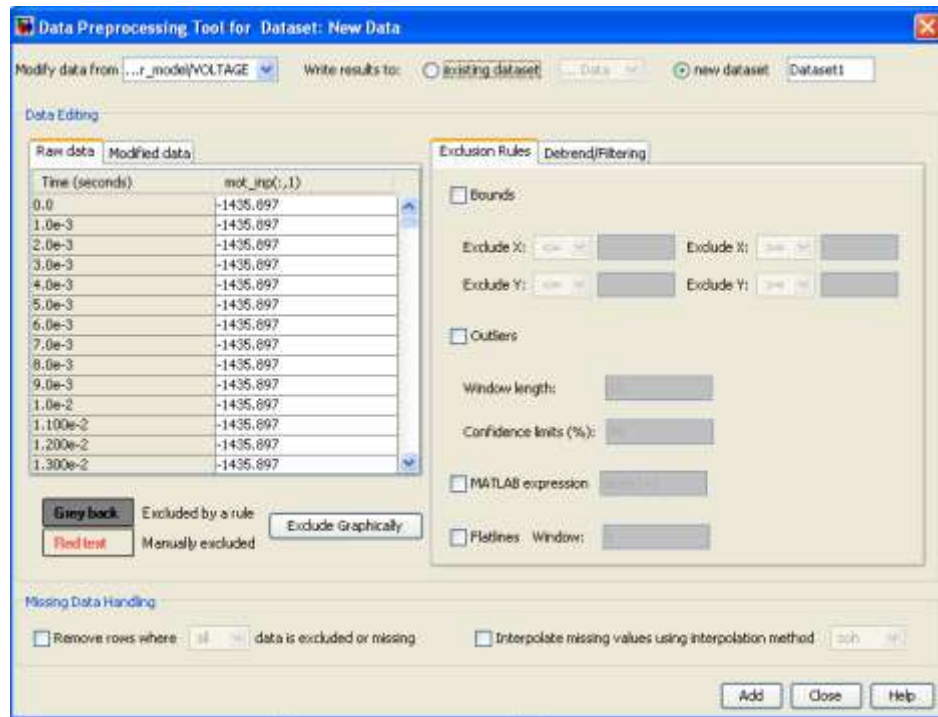 Data Preprocessing Tool for Dataset: New Data
Modify data from ...r_model/VOLTAGE Write results to: existing dataset ... Data new dataset Dataset1
Data Editing
Raw data Modified data
Time (seconds) mot_inp(:,1)
0.0 -1435.897
1.0e-3 -1435.897
2.0e-3 -1435.897
3.0e-3 -1435.897
4.0e-3 -1435.897
5.0e-3 -1435.897
6.0e-3 -1435.897
7.0e-3 -1435.897
8.0e-3 -1435.897
9.0e-3 -1435.897
1.0e-2 -1435.897
1.100e-2 -1435.897
1.200e-2 -1435.897
1.300e-2 -1435.897
Grey back Excluded by a rule
Red text Manually excluded
Exclude Graphically
Exclusion Rules Detrend/Filtering
Bounds
Exclude X: <= Exclude X: >=
Exclude Y: <= Exclude Y: >=
Outliers
Window length:
Confidence limits (%):
MATLAB expression
Flatlines Window:
Missing Data Handling
Remove rows where all data is excluded or missing
Interpolate missing values using interpolation method zoh
Add Close Help